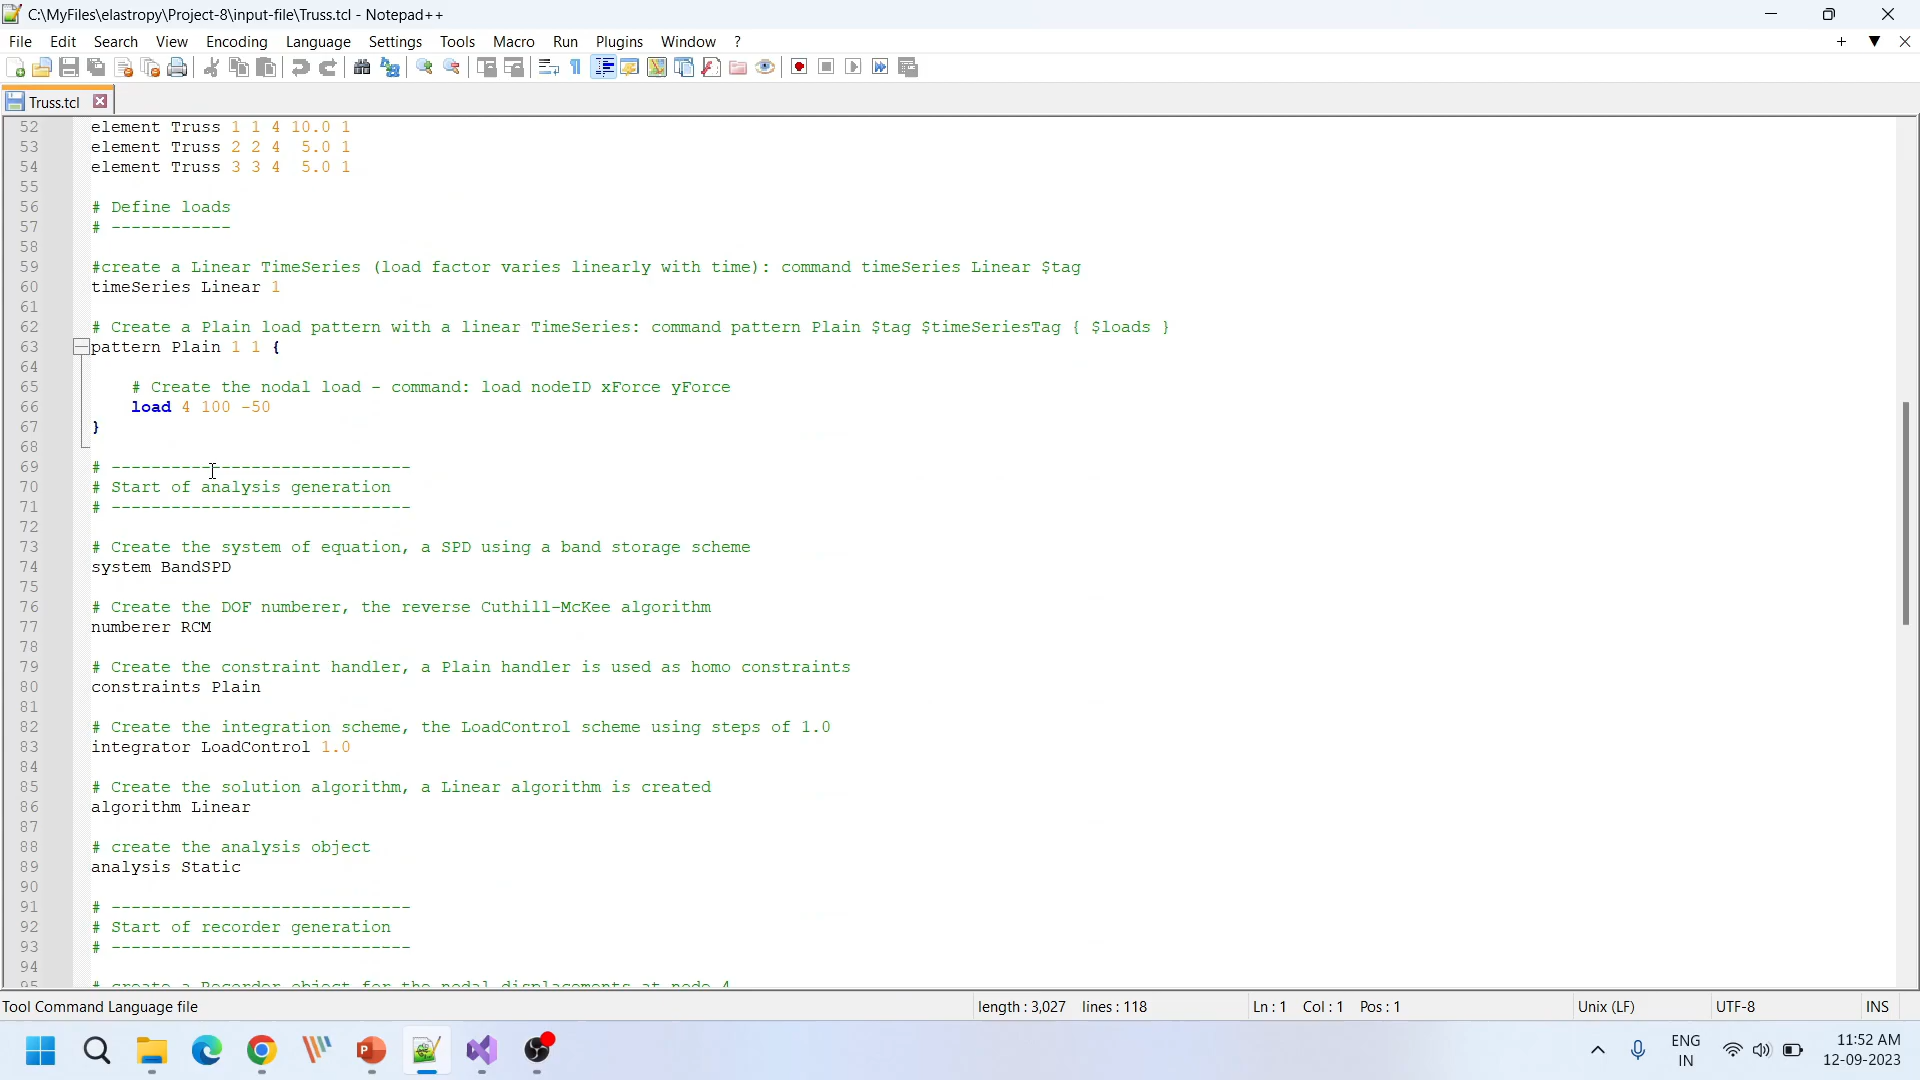 C:\MyFiles\elastropy\Project-8\input-file\Truss.tcl - Notepad++
File Edit Search View Encoding Language Settings Tools Macro Run Plugins Window ?
Truss.tcl
52 element Truss 1 1 4 10.0 1
53 element Truss 2 2 4 5.0 1
54 element Truss 3 3 4 5.0 1
55
56 # Define loads
57 # ------------
58
59 #create a Linear TimeSeries (load factor varies linearly with time): command timeSeries Linear $tag
60 timeSeries Linear 1
61
62 # Create a Plain load pattern with a linear TimeSeries: command pattern Plain $tag $timeSeriesTag { $loads }
63 pattern Plain 1 1 {
64
65 # Create the nodal load - command: load nodeID xForce yForce
66 load 4 100 -50
67 }
68
69 # ------------------------------
70 # Start of analysis generation
71 # ------------------------------
72
73 # Create the system of equation, a SPD using a band storage scheme
74 system BandSPD
75
76 # Create the DOF numberer, the reverse Cuthill-McKee algorithm
77 numberer RCM
78
79 # Create the constraint handler, a Plain handler is used as homo constraints
80 constraints Plain
81
82 # Create the integration scheme, the LoadControl scheme using steps of 1.0
83 integrator LoadControl 1.0
84
85 # Create the solution algorithm, a Linear algorithm is created
86 algorithm Linear
87
88 # create the analysis object
89 analysis Static
90
91 # ------------------------------
92 # Start of recorder generation
93 # ------------------------------
94
95 # create a Recorder object for the nodal displacements at node 4
Tool Command Language file length : 3,027 lines : 118 Ln : 1 Col : 1 Pos : 1 Unix (LF) UTF-8 INS
ENG IN 11:52 AM 12-09-2023